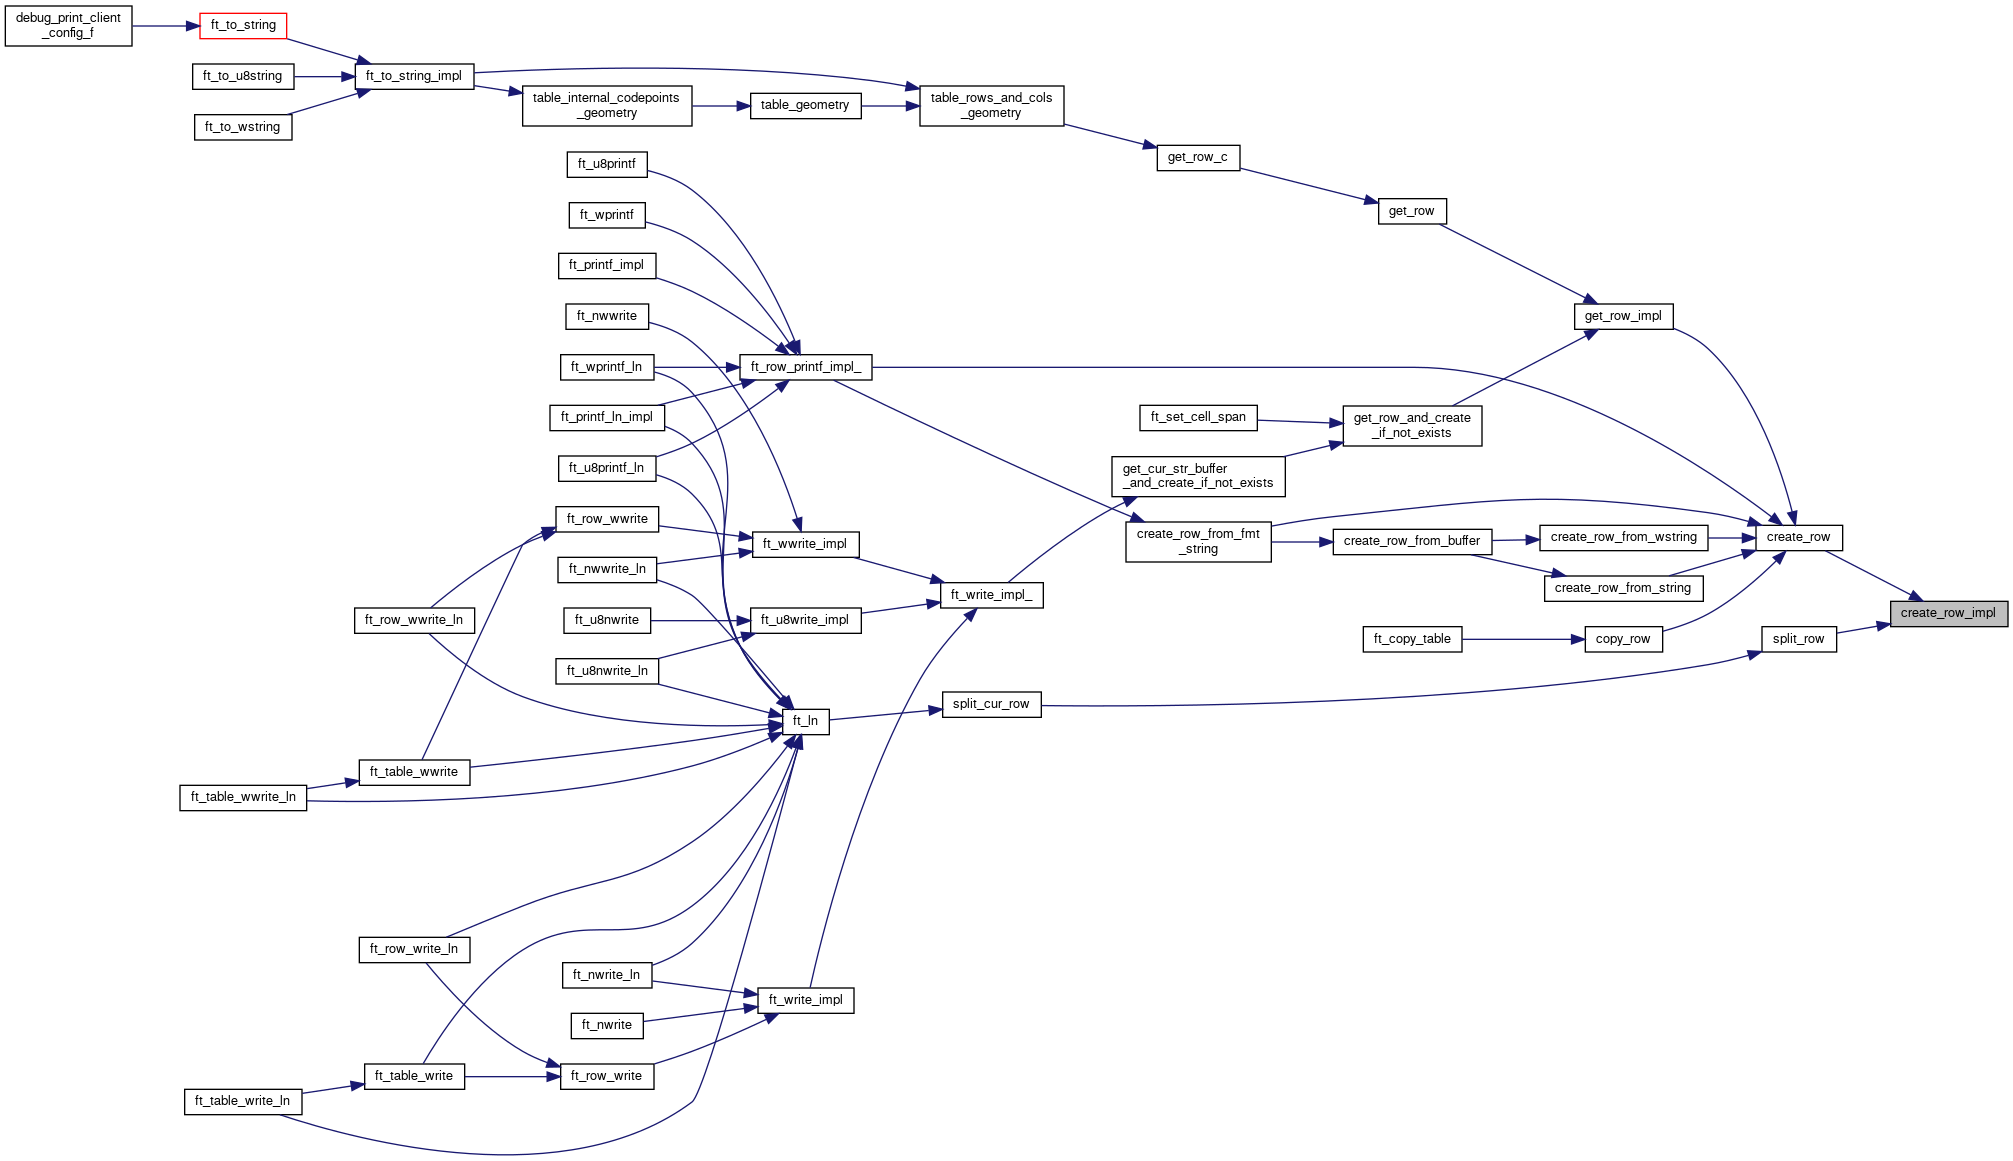 debug_print_client
_config_f
ft_to_string
ft_to_u8string
ft_to_string_impl
ft_to_wstring
table_internal_codepoints
_geometry
table_geometry
table_rows_and_cols
_geometry
get_row_c
ft_u8printf
get_row
ft_wprintf
ft_printf_impl
ft_nwwrite
get_row_impl
ft_wprintf_ln
ft_row_printf_impl_
ft_printf_ln_impl
ft_set_cell_span
get_row_and_create
_if_not_exists
ft_u8printf_ln
get_cur_str_buffer
_and_create_if_not_exists
ft_row_wwrite
ft_wwrite_impl
create_row_from_fmt
_string
create_row_from_buffer
create_row_from_wstring
create_row
ft_nwwrite_ln
create_row_from_string
ft_write_impl_
create_row_impl
ft_row_wwrite_ln
ft_u8nwrite
ft_u8write_impl
ft_copy_table
copy_row
split_row
ft_u8nwrite_ln
split_cur_row
ft_ln
ft_table_wwrite
ft_table_wwrite_ln
ft_row_write_ln
ft_nwrite_ln
ft_write_impl
ft_nwrite
ft_table_write
ft_row_write
ft_table_write_ln